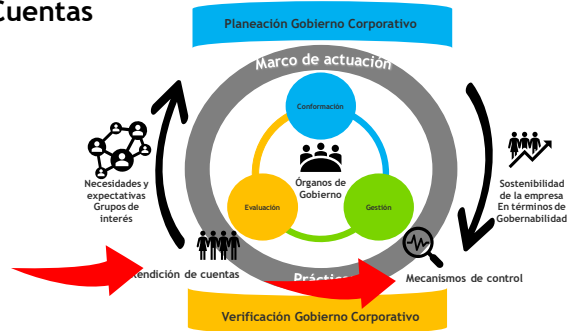 Cuentas
Planeación Gobierno Corporativo
Marco de actuación
Conformación
Órganos de
Gobierno
Evaluación
Gestión
Necesidades y
expectativas
Grupos de
interés
Sostenibilidad
de la empresa
En términos de
Gobernabilidad
endición de cuentas
Práctic
Mecanismos de control
Verificación Gobierno Corporativo